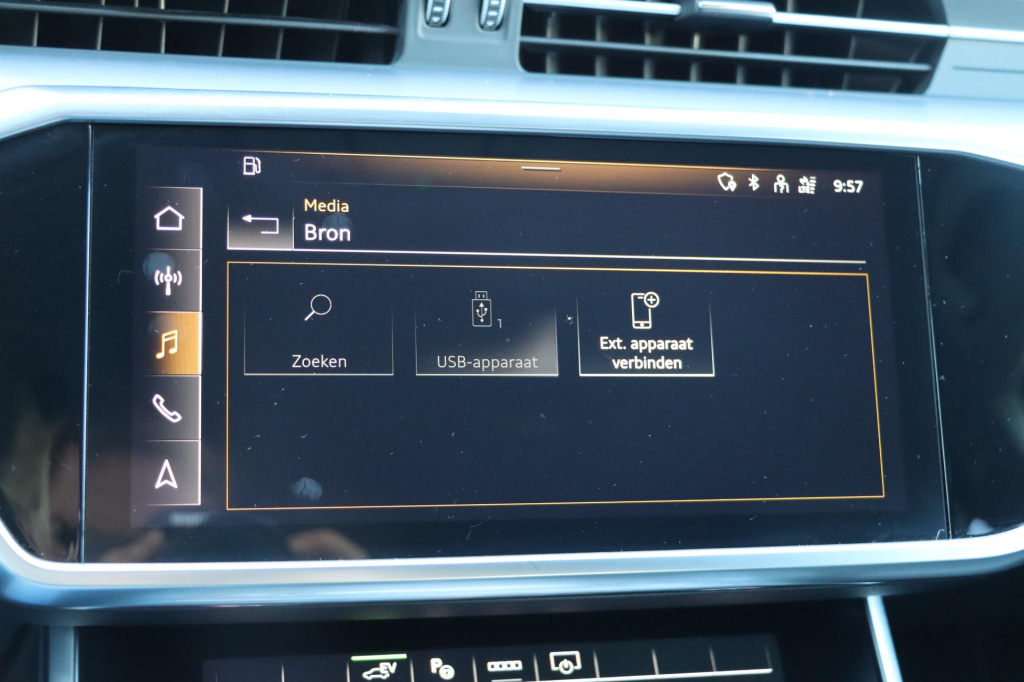 9:57
Media
Bron
1
Zoeken
USB-apparaat
Ext. apparaat
verbinden
EV
P